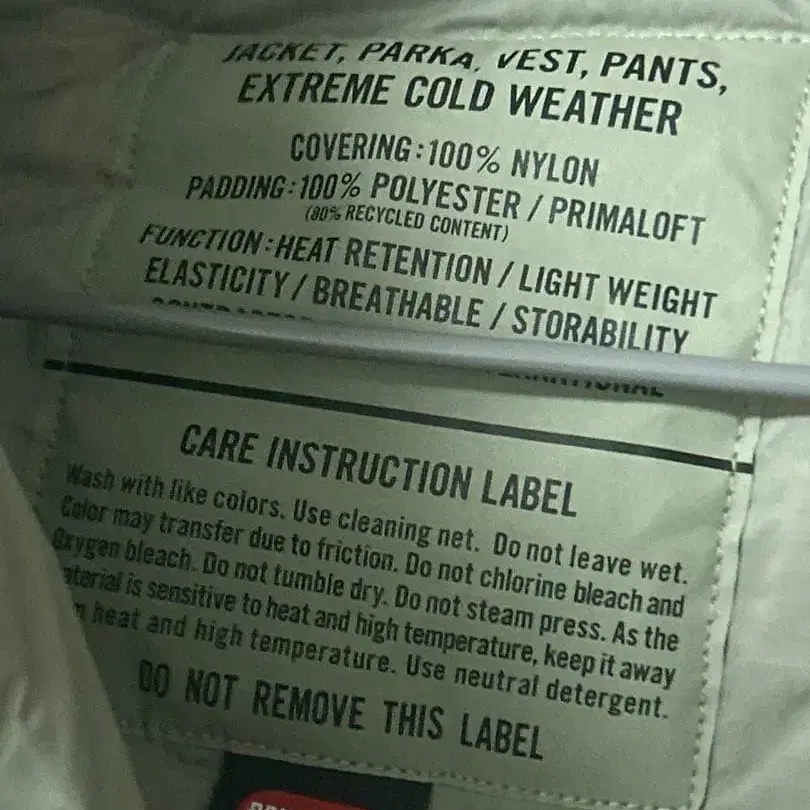 JACKET, PARKA, VEST, PANTS,
EXTREME COLD WEATHER
COVERING:100% NYLON
PADDING:100% POLYESTER / PRIMALOFT
(80% RECYCLED CONTENT)
FUNCTION:HEAT RETENTION / LIGHT WEIGHT
ELASTICITY / BREATHABLE / STORABILITY
CARE INSTRUCTION LABEL
Wash with like colors. Use cleaning net. Do not leave wet.
Color may transfer due to friction. Do not chlorine bleach and
Oxygen bleach. Do not tumble dry. Do not steam press. As the
material is sensitive to heat and high temperature, keep it away
heat and high temperature. Use neutral detergent.
DO NOT REMOVE THIS LABEL